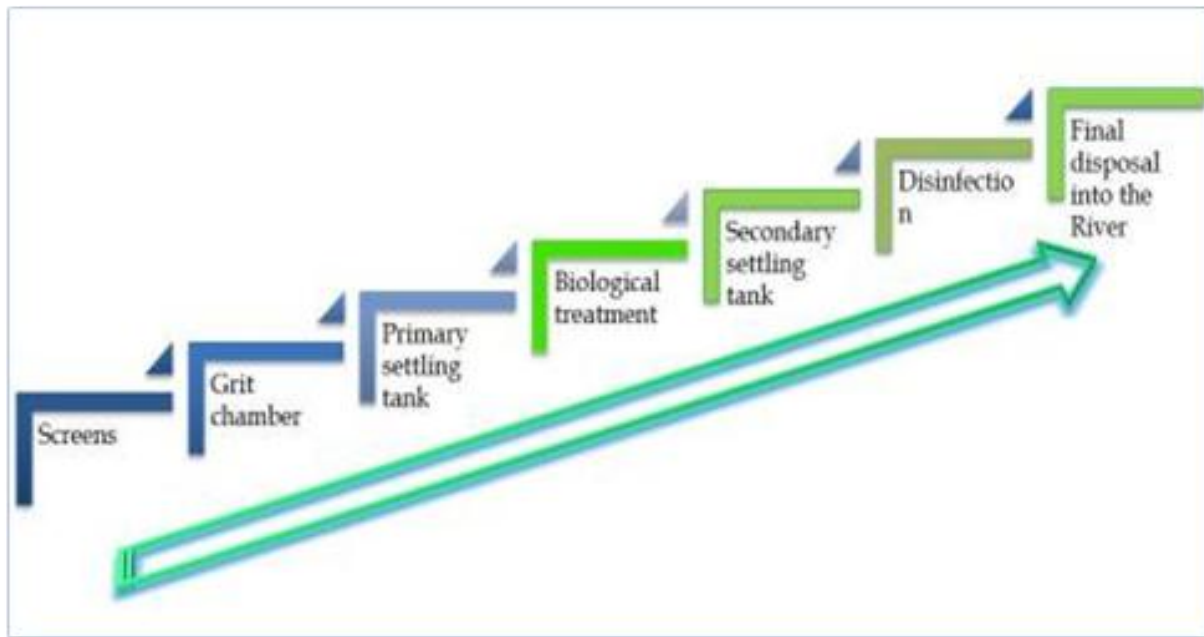 Screens
Grit
chamber
Primary
settling
tank
Biological
treatment
Secondary
settling
tank
Disinfectio
n
Final
disposal
into the
River